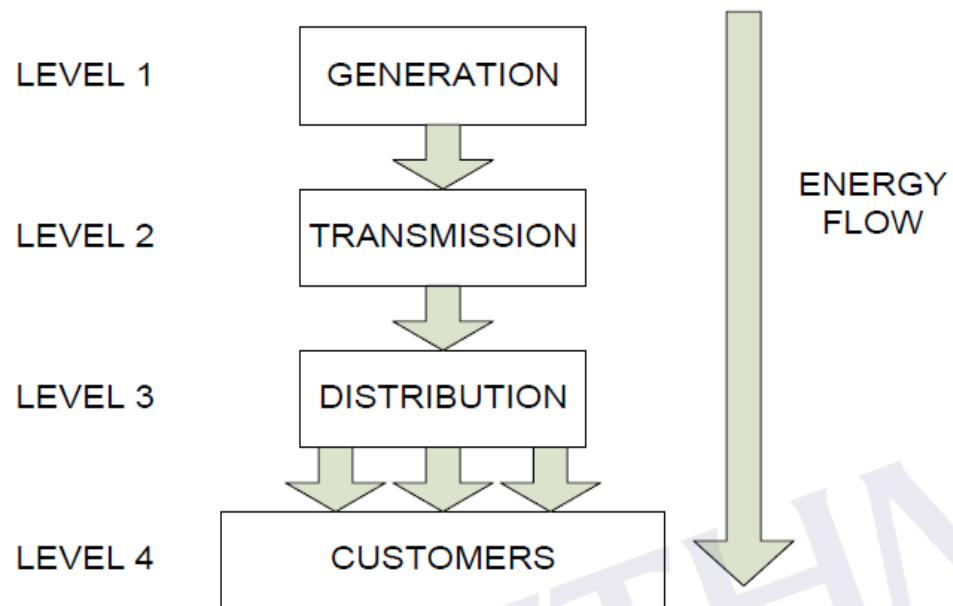 LEVEL 1
GENERATION
LEVEL 2
TRANSMISSION
ENERGY
FLOW
LEVEL 3
DISTRIBUTION
LEVEL 4
CUSTOMERS